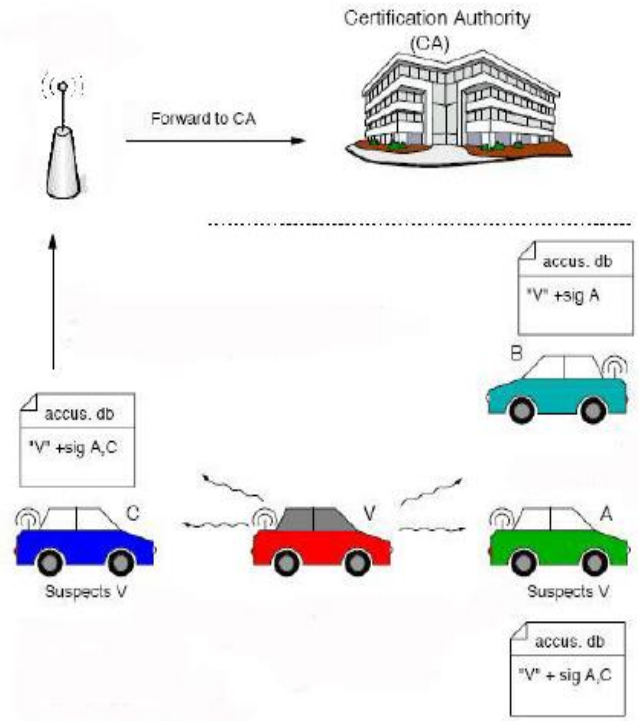 Certification Authority
(CA)
Forward to CA
accus. db
"V" +sig A
B
accus. db
"V" +sig A,C
C
V
A
Suspects V
Suspects V
accus. db
"V" + sig A,C